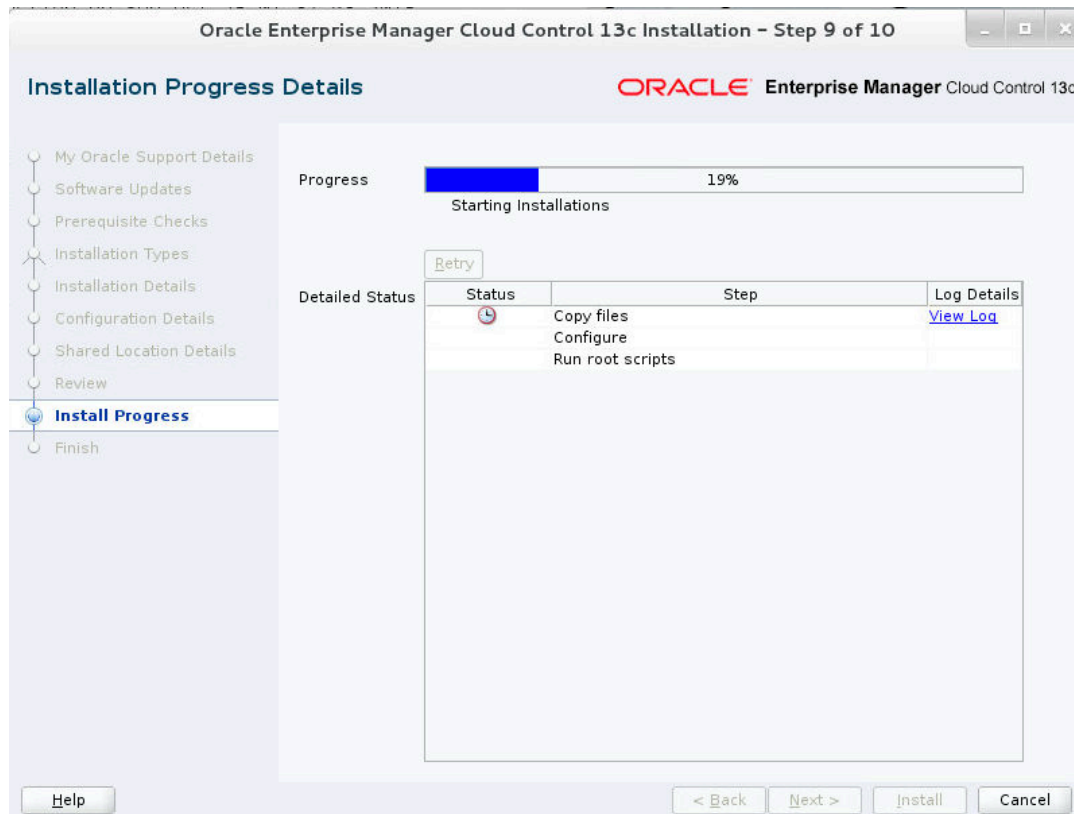 Oracle Enterprise Manager Cloud Control 13c Installation - Step 9 of 10
Installation Progress Details
ORACLE Enterprise Manager Cloud Control 13c
My Oracle Support Details
Software Updates
Prerequisite Checks
Installation Types
Installation Details
Configuration Details
Shared Location Details
Review
Install Progress
Finish
Progress 19%
Starting Installations
Retry
Detailed Status Status Step Log Details
Copy files View Log
Configure
Run root scripts
Help < Back Next > Install Cancel